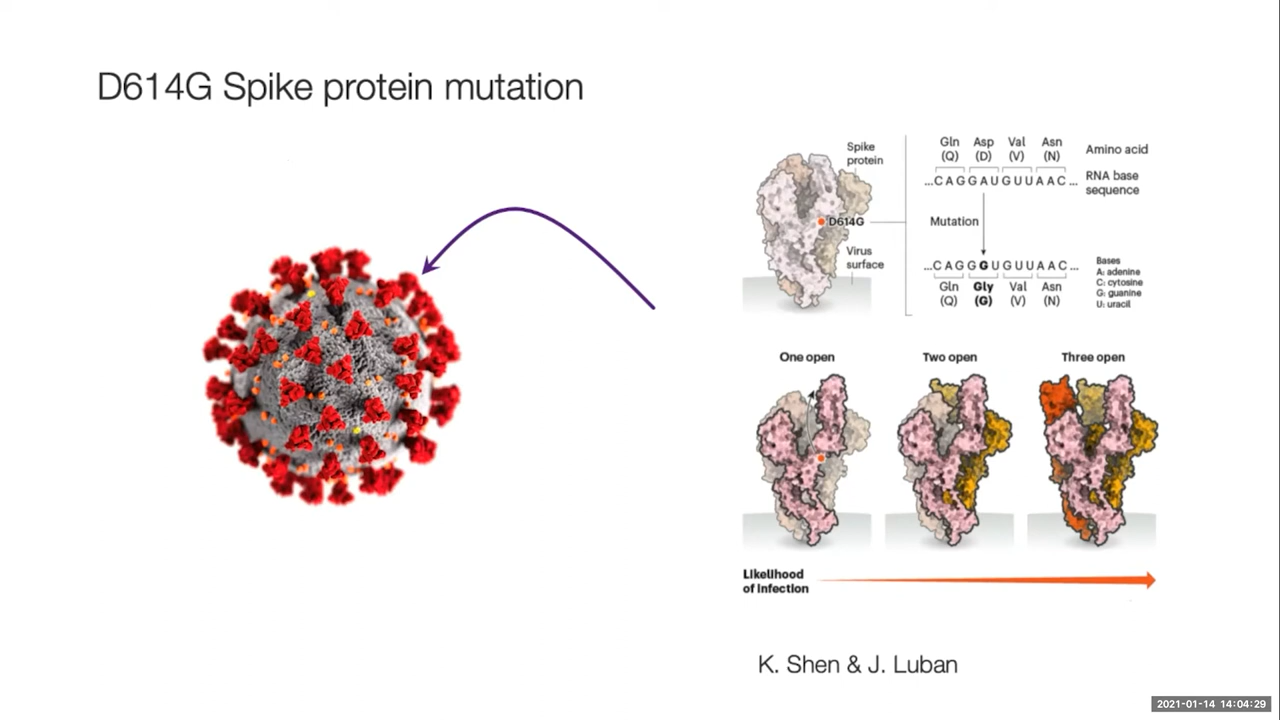 D614G Spike protein mutation
Spike
protein
D614G
Virus
surface
Gln Asp Val Asn
(Q) (D) (V) (N)
Amino acid
...CAGGAUGUUAAC...
RNA base
sequence
Mutation
...CAGGGUGUUAAC...
Gln Gly Val Asn
(Q) (G) (V) (N)
Bases
A: adenine
C: cytosine
G: guanine
U: uracil
One open
Two open
Three open
Likelihood
of infection
K. Shen & J. Luban
2021-01-14 14:04:29